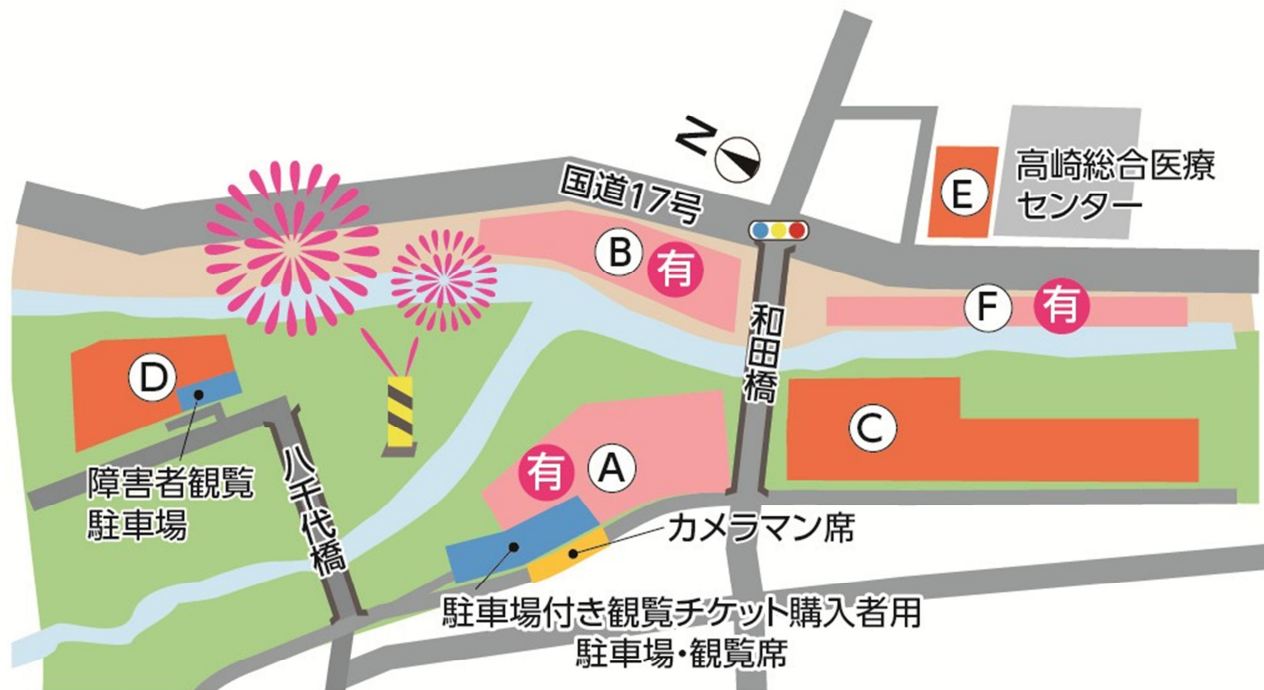 N
国道17号
E
高崎総合医療
センター
B
有
F
有
和田橋
D
C
有
A
障害者観覧
駐車場
八千代橋
カメラマン席
駐車場付き観覧チケット購入者用
駐車場・観覧席